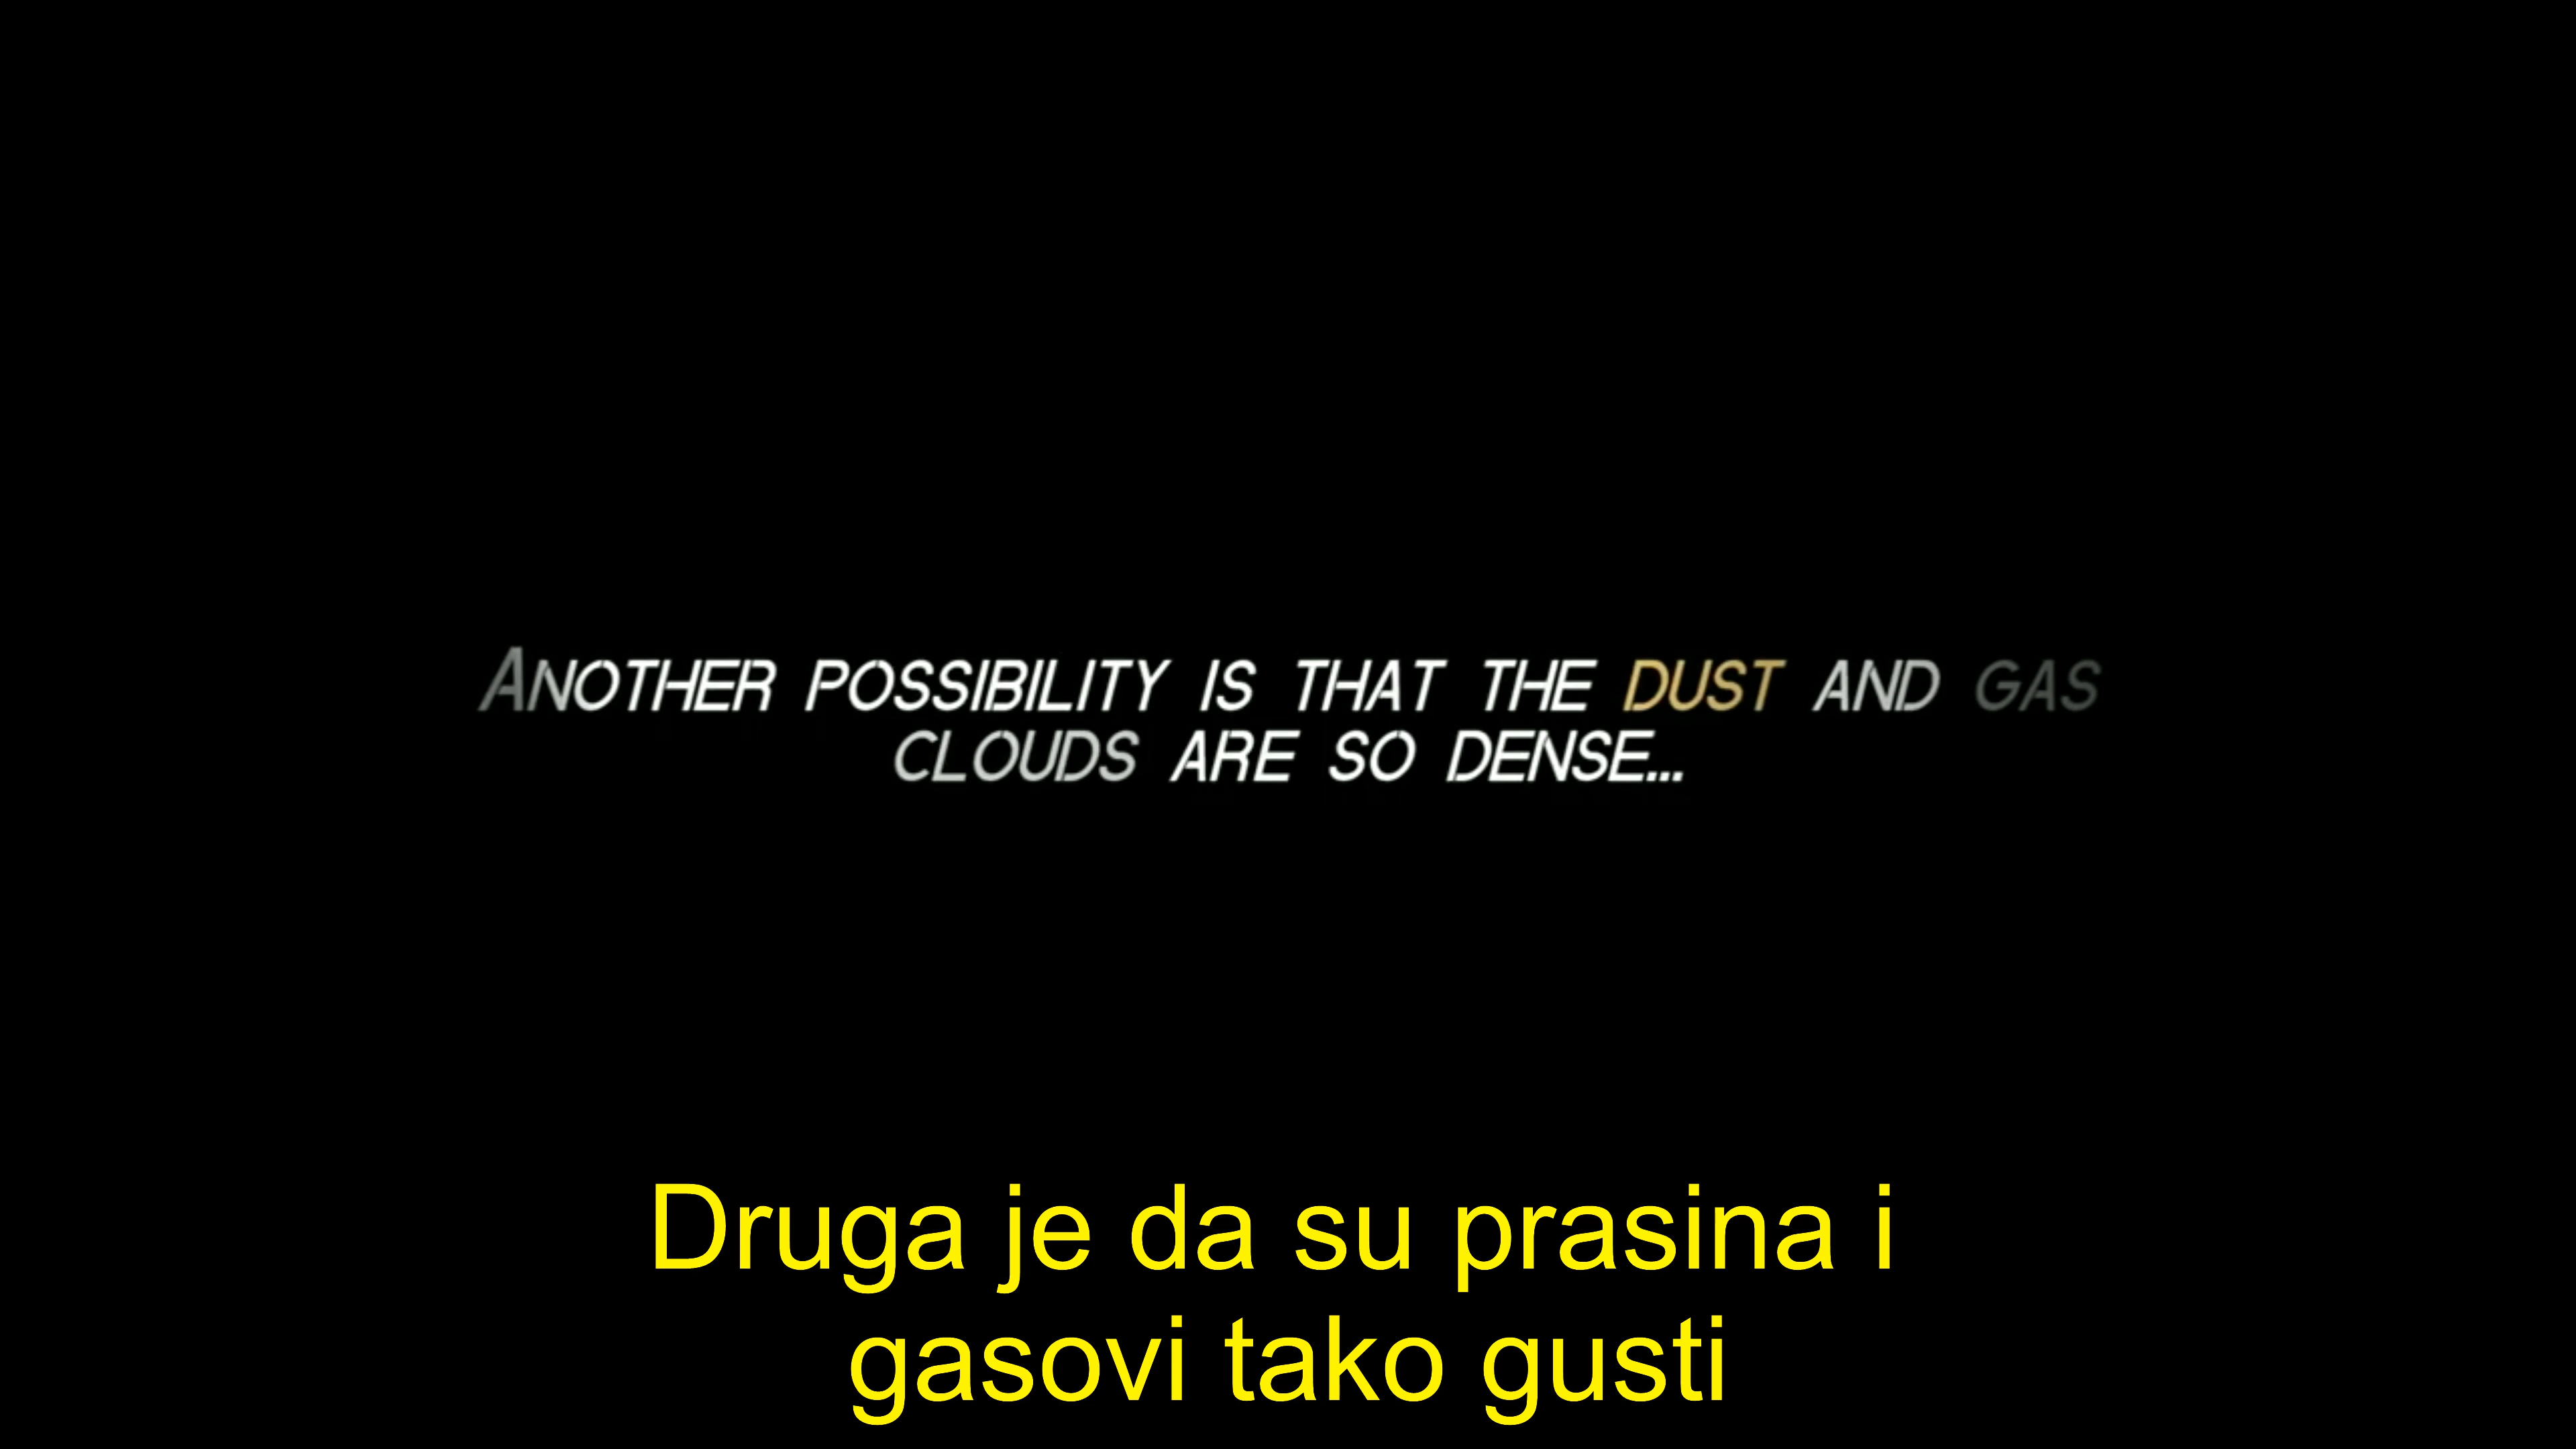 Another possibility is that the dust and gas
clouds are so dense...
Druga je da su prasina i
gasovi tako gusti